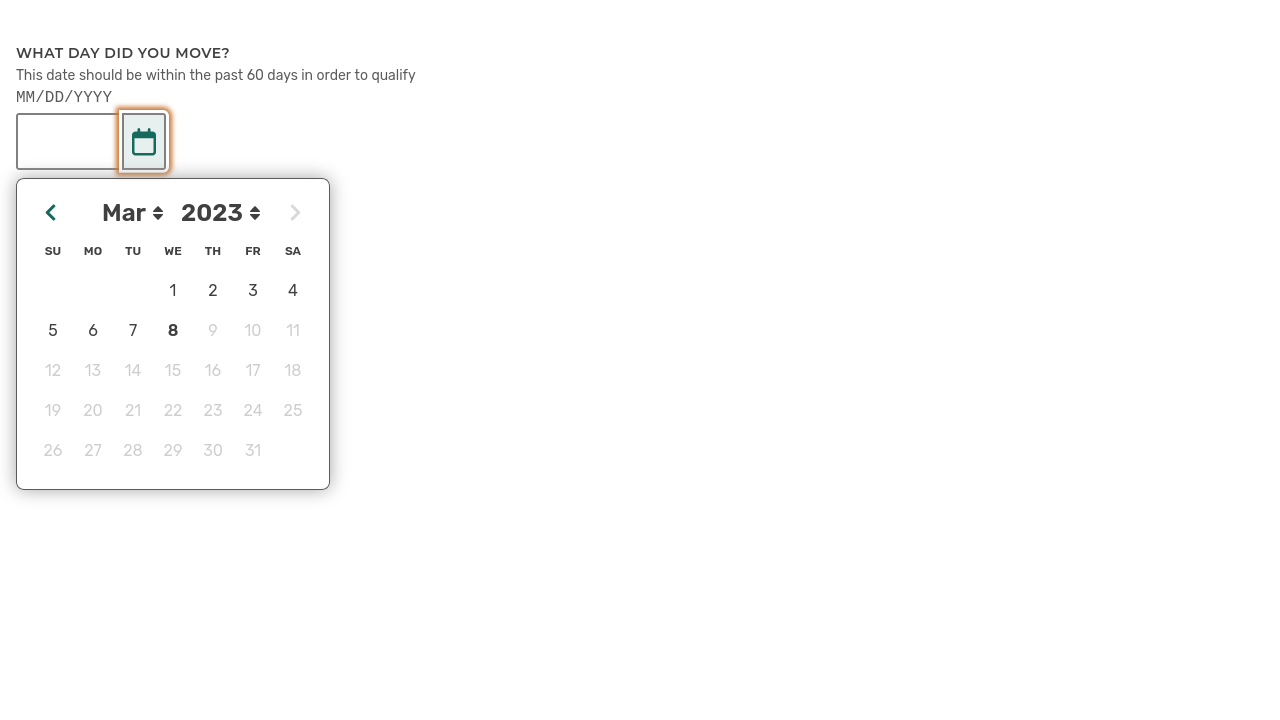 WHAT DAY DID YOU MOVE?
This date should be within the past 60 days in order to qualify
MM/DD/YYYY
Mar 2023
SU MO TU WE TH FR SA
1 2 3 4
5 6 7 8 9 10 11
12 13 14 15 16 17 18
19 20 21 22 23 24 25
26 27 28 29 30 31